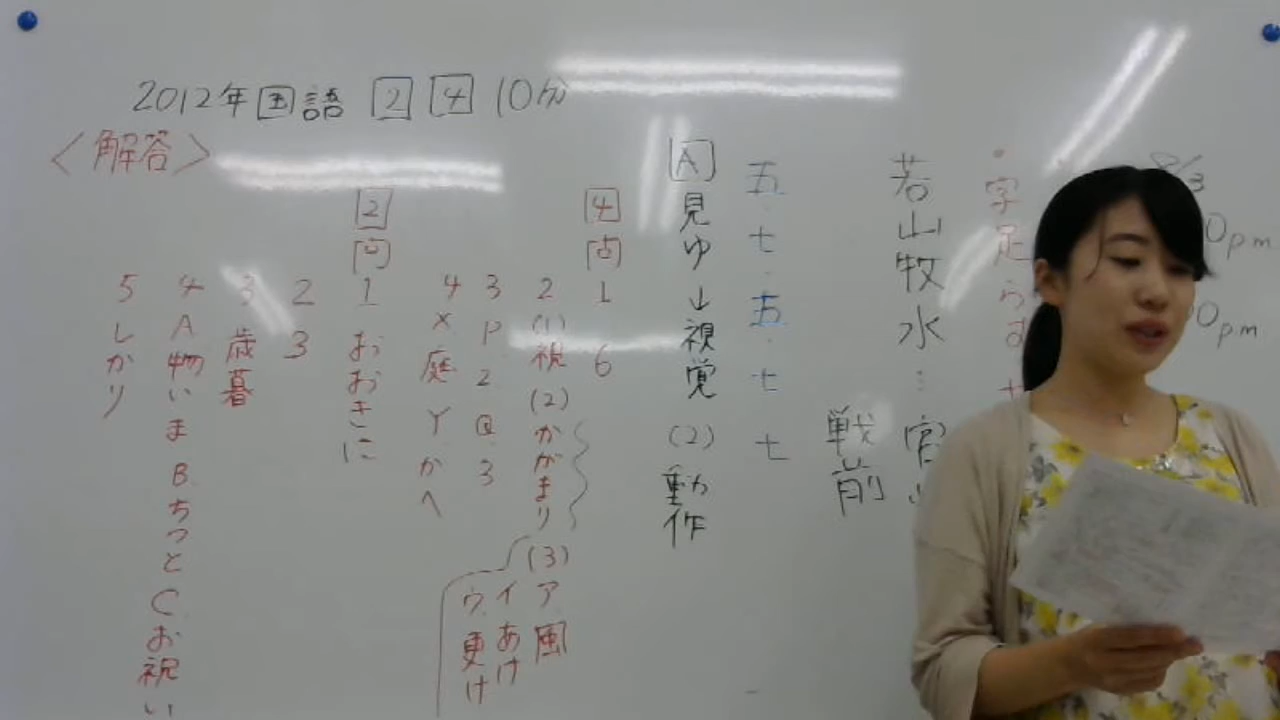 2012年 国語 2 4 10分
<解答>
8/3
0pm
00pm
・字足らず
若山牧水…官
戦前
五・七・五・七 七
A 見ゆ→視覚 (2)動作
4 問 1 6
2 (1)視 (2)かがまり (3)ア風
イあけ
ウ更け
3 P 2 Q 3
4 X 庭 Y かへ
2 問 1 おおきに
2 3
3 歳暮
4 A 物いま B ちっと C お祝い
5 しかり